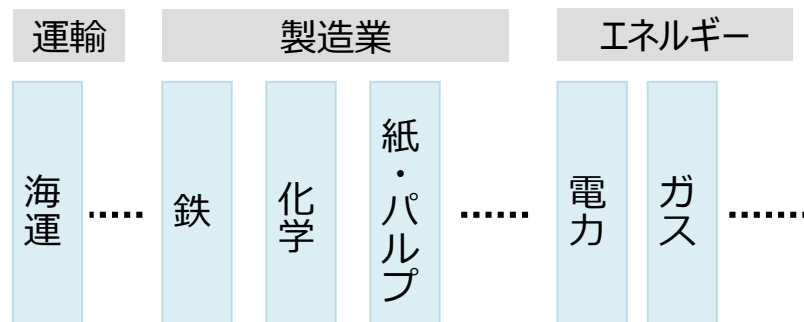 運輸
製造業
エネルギー
海運
……
鉄
化学
紙・パルプ
……
電力
ガス
……